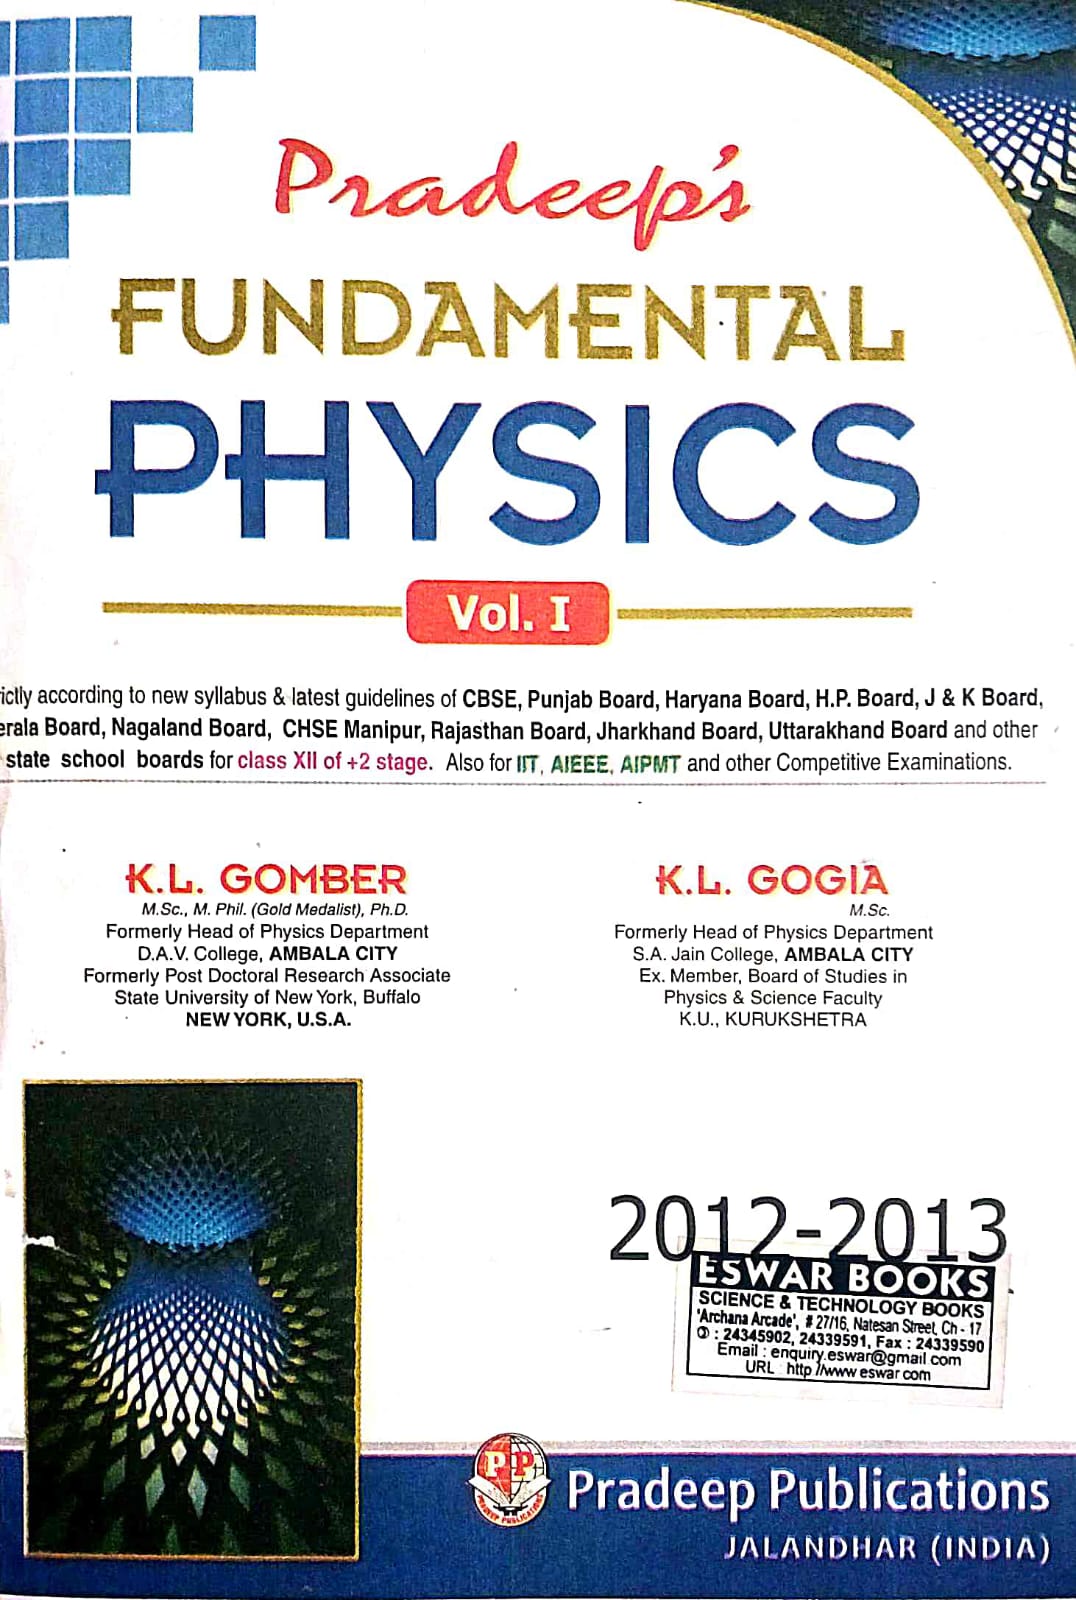 Pradeep's
FUNDAMENTAL
PHYSICS
Vol. I
ictly according to new syllabus & latest guidelines of CBSE, Punjab Board, Haryana Board, H.P. Board, J & K Board,
erala Board, Nagaland Board, CHSE Manipur, Rajasthan Board, Jharkhand Board, Uttarakhand Board and other
state school boards for class XII of +2 stage. Also for IIT, AIEEE, AIPMT and other Competitive Examinations.
K.L. GOMBER
M.Sc., M. Phil. (Gold Medalist), Ph.D.
Formerly Head of Physics Department
D.A.V. College, AMBALA CITY
Formerly Post Doctoral Research Associate
State University of New York, Buffalo
NEW YORK, U.S.A.
K.L. GOGIA
M.Sc.
Formerly Head of Physics Department
S.A. Jain College, AMBALA CITY
Ex. Member, Board of Studies in
Physics & Science Faculty
K.U., KURUKSHETRA
2012-2013
ESWAR BOOKS
SCIENCE & TECHNOLOGY BOOKS
'Archana Arcade', # 27/16, Natesan Street, Ch - 17
✆ : 24345902, 24339591, Fax : 24339590
Email : enquiry.eswar@gmail com
URL http //www eswar com
PP
PRADEEP PUBLICATIONS
Pradeep Publications
JALANDHAR (INDIA)